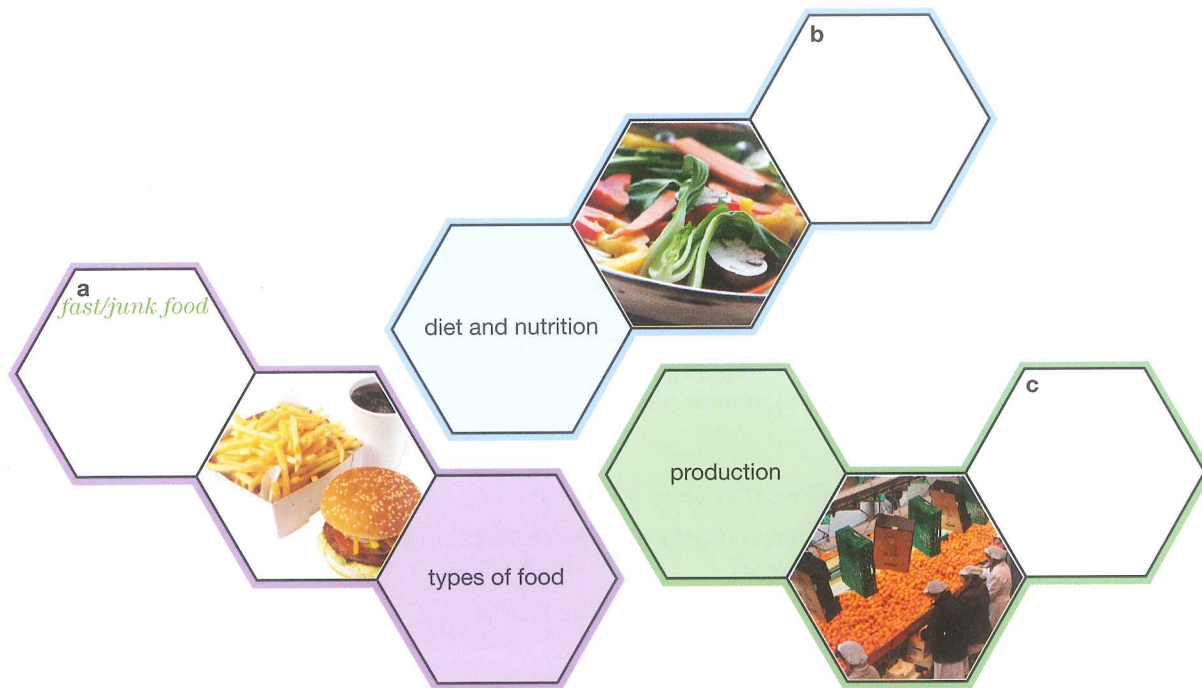 b
diet and nutrition
a
fast/junk food
types of food
production
c